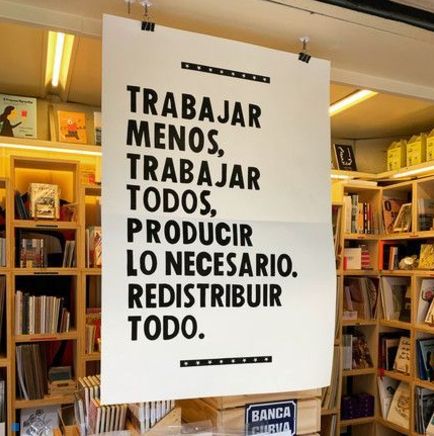 TRABAJAR
MENOS,
TRABAJAR
TODOS,
PRODUCIR
LO NECESARIO.
REDISTRIBUIR
TODO.
BANCA
CURVA